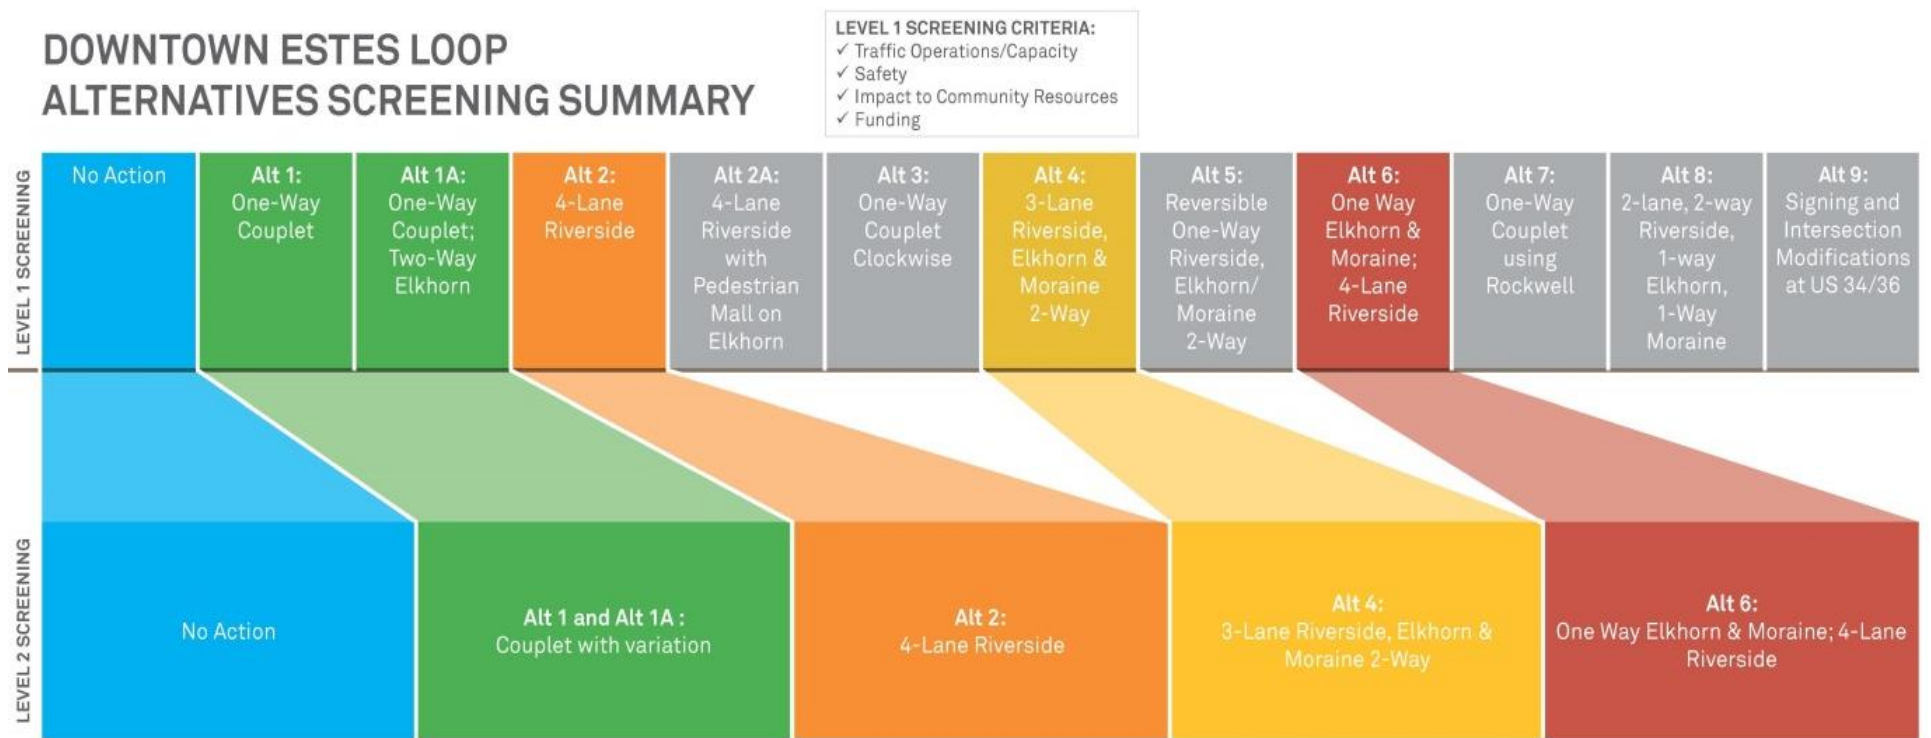 DOWNTOWN ESTES LOOP
ALTERNATIVES SCREENING SUMMARY
LEVEL 1 SCREENING CRITERIA:
✓ Traffic Operations/Capacity
✓ Safety
✓ Impact to Community Resources
✓ Funding
LEVEL 1 SCREENING
No Action
Alt 1:
One-Way
Couplet
Alt 1A:
One-Way
Couplet;
Two-Way
Elkhorn
Alt 2:
4-Lane
Riverside
Alt 2A:
4-Lane
Riverside
with
Pedestrian
Mall on
Elkhorn
Alt 3:
One-Way
Couplet
Clockwise
Alt 4:
3-Lane
Riverside,
Elkhorn &
Moraine
2-Way
Alt 5:
Reversible
One-Way
Riverside,
Elkhorn/
Moraine
2-Way
Alt 6:
One Way
Elkhorn &
Moraine;
4-Lane
Riverside
Alt 7:
One-Way
Couplet
using
Rockwell
Alt 8:
2-lane, 2-way
Riverside,
1-way
Elkhorn,
1-Way
Moraine
Alt 9:
Signing and
Intersection
Modifications
at US 34/36
LEVEL 2 SCREENING
No Action
Alt 1 and Alt 1A :
Couplet with variation
Alt 2:
4-Lane Riverside
Alt 4:
3-Lane Riverside, Elkhorn &
Moraine 2-Way
Alt 6:
One Way Elkhorn & Moraine; 4-Lane
Riverside